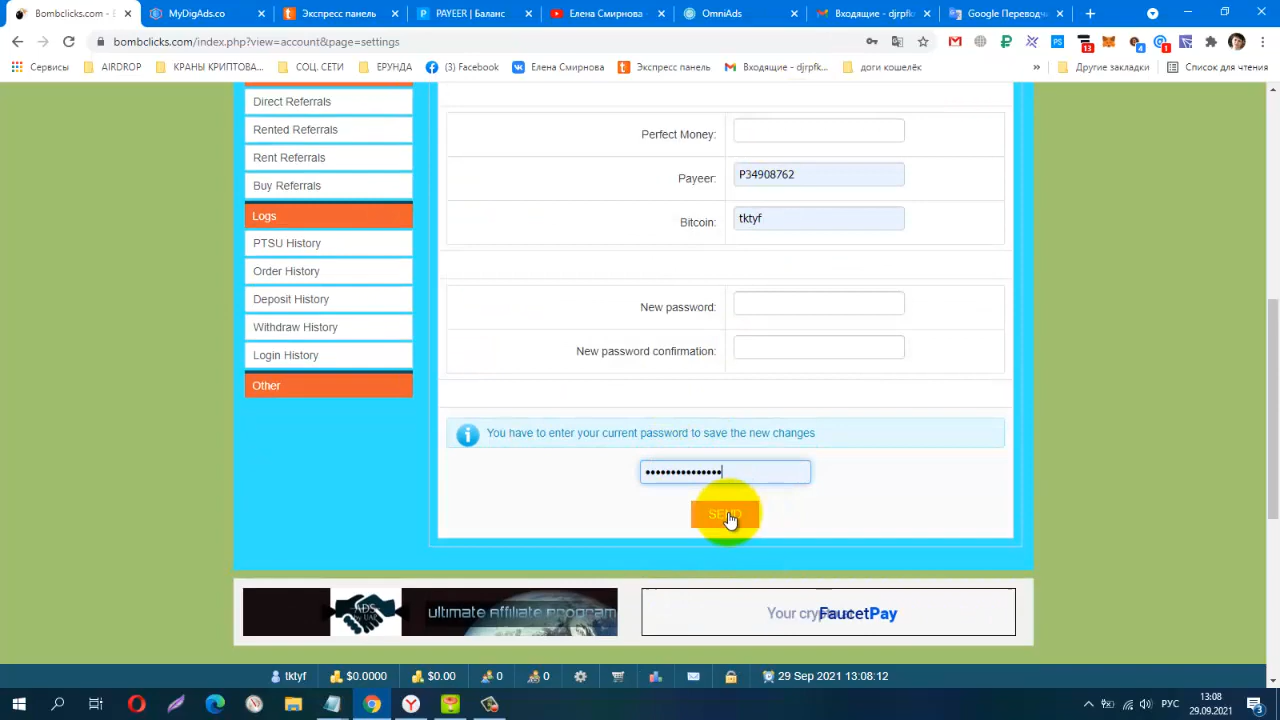 Bombclicks.com - E
MyDigAds.co
Экспресс панель
PAYEER | Баланс
Елена Смирнова
OmniAds
Входящие - djrpfk
Google Переводч
bombclicks.com/index.php?view=account&page=settings
Сервисы
AIRDROP
КРАНЫ КРИПТОВА...
СОЦ. СЕТИ
ЕРУНДА
(3) Facebook
Елена Смирнова
Экспресс панель
Входящие - djrpfk...
доги кошелёк
»
Другие закладки
Список для чтения
Direct Referrals
Rented Referrals
Rent Referrals
Buy Referrals
Logs
PTSU History
Order History
Deposit History
Withdraw History
Login History
Other
Perfect Money:
Payeer: P34908762
Bitcoin: tktyf
New password:
New password confirmation:
You have to enter your current password to save the new changes
•••••••••••••••
SEND
ultimate affiliate program
Your crypto
FaucetPay
tktyf
$0.0000
$0.00
0
0
29 Sep 2021 13:08:12
РУС
13:08
29.09.2021